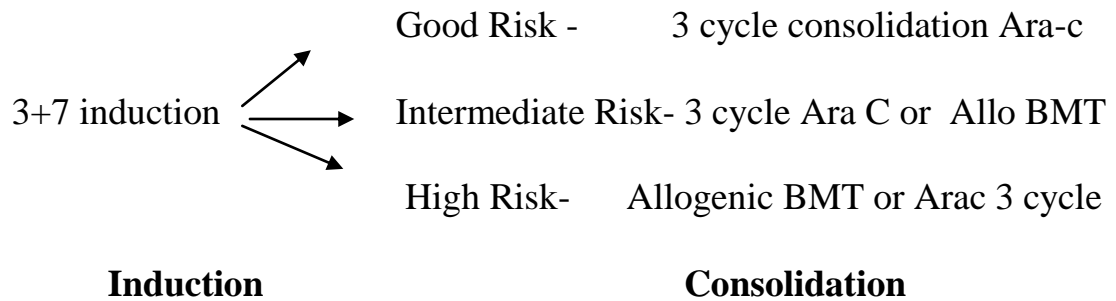 Good Risk - 3 cycle consolidation Ara-c
3+7 induction
Intermediate Risk- 3 cycle Ara C or Allo BMT
High Risk- Allogenic BMT or Arac 3 cycle
Induction Consolidation